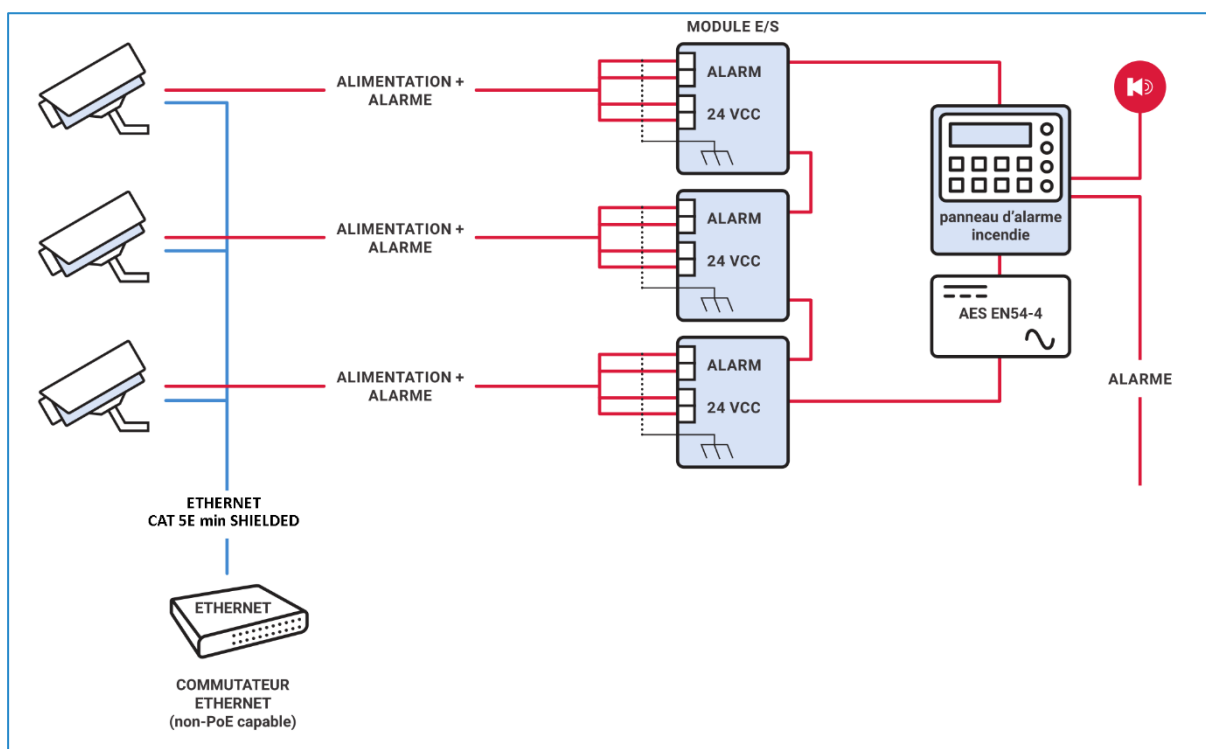 MODULE E/S
ALIMENTATION +
ALARME
ALARM
24 VCC
panneau d'alarme
incendie
ALIMENTATION +
ALARME
ALARM
24 VCC
AES EN54-4
ALIMENTATION +
ALARME
ALARM
24 VCC
ALARME
ETHERNET
CAT 5E min SHIELDED
ETHERNET
COMMUTATEUR
ETHERNET
(non-PoE capable)